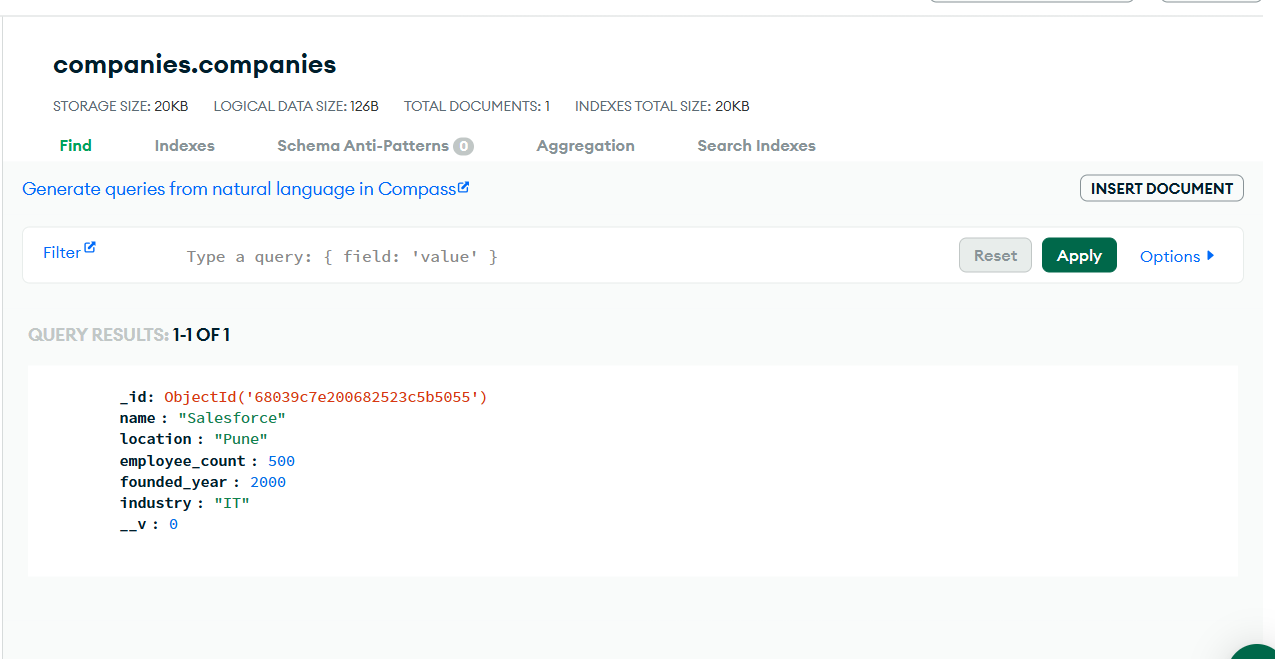 companies.companies
STORAGE SIZE: 20KB LOGICAL DATA SIZE: 126B TOTAL DOCUMENTS: 1 INDEXES TOTAL SIZE: 20KB
Find Indexes Schema Anti-Patterns 0 Aggregation Search Indexes
Generate queries from natural language in Compass INSERT DOCUMENT
Filter Type a query: { field: 'value' } Reset Apply Options
QUERY RESULTS: 1-1 OF 1
_id: ObjectId('68039c7e200682523c5b5055')
name : "Salesforce"
location : "Pune"
employee_count : 500
founded_year : 2000
industry : "IT"
__v : 0